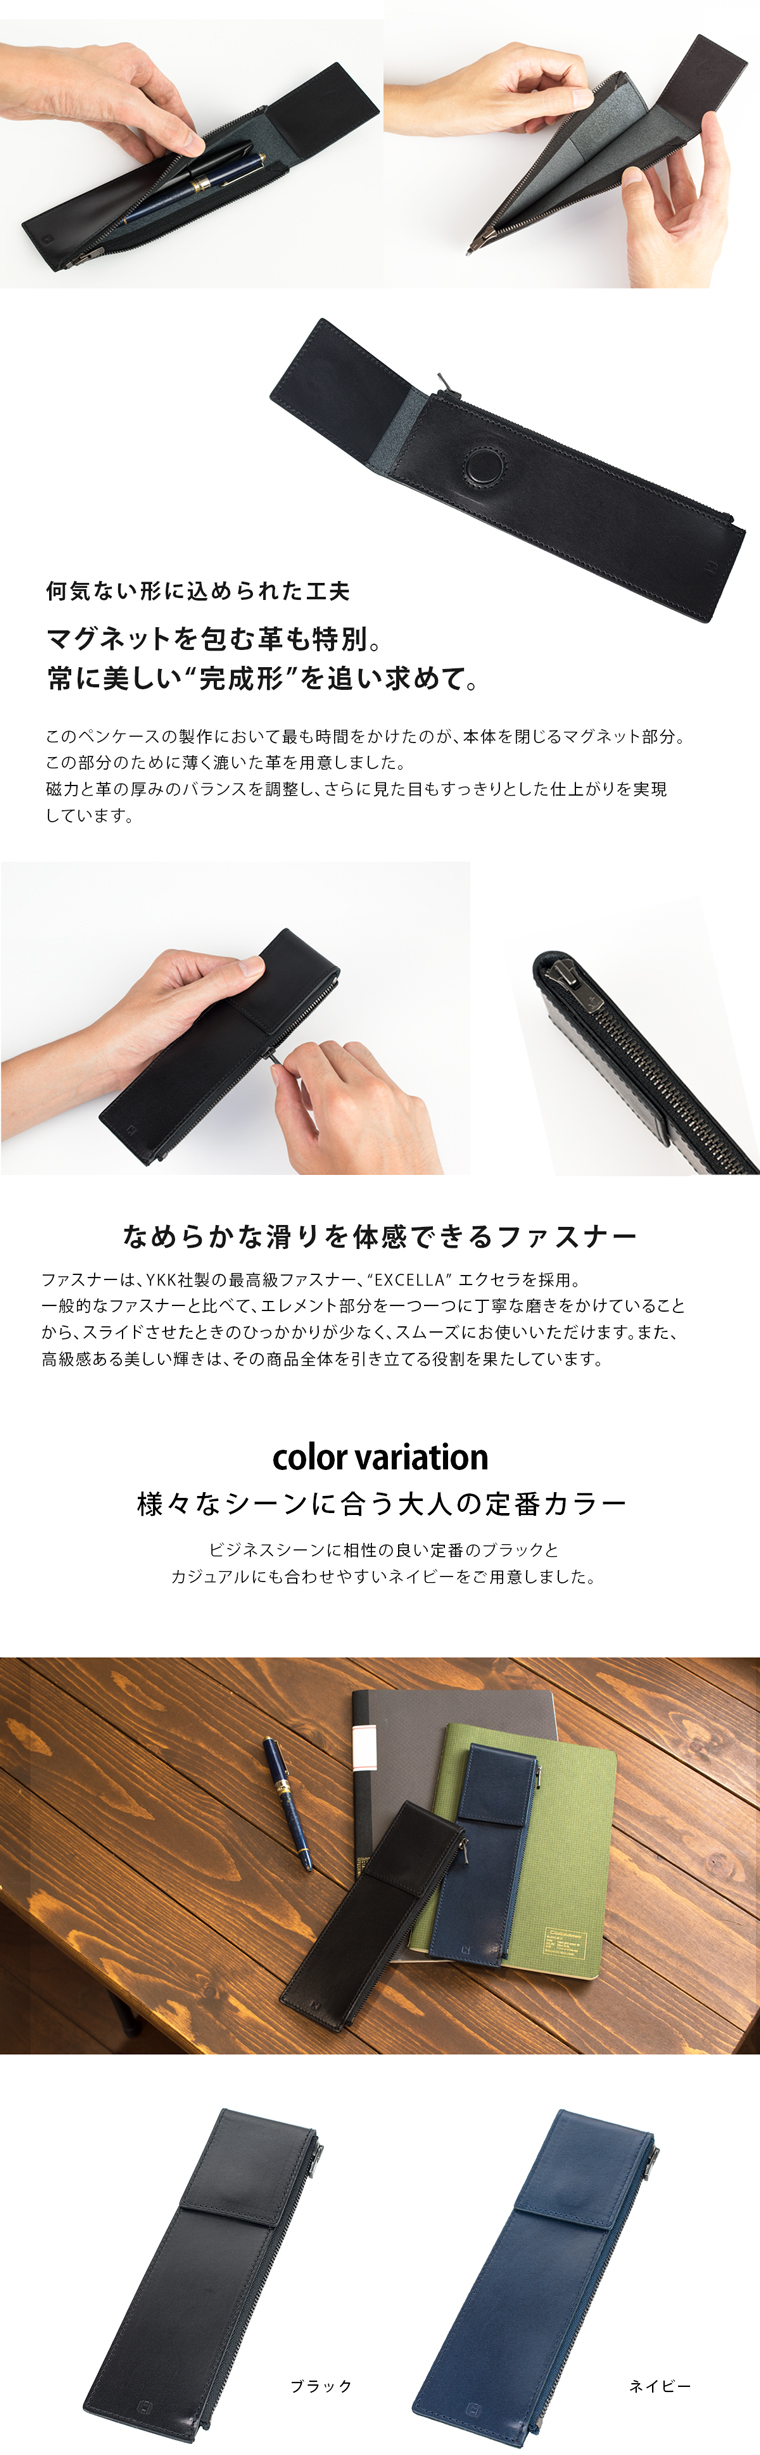 何気ない形に込められた工夫
マグネットを包む革も特別。
常に美しい“完成形”を追い求めて。
このペンケースの製作において最も時間をかけたのが、本体を閉じるマグネット部分。
この部分のために薄く漉いた革を用意しました。
磁力と革の厚みのバランスを調整し、さらに見た目もすっきりとした仕上がりを実現
しています。
なめらかな滑りを体感できるファスナー
ファスナーは、YKK社製の最高級ファスナー、“EXCELLA” エクセラを採用。
一般的なファスナーと比べて、エレメント部分を一つ一つに丁寧な磨きをかけていること
から、スライドさせたときのひっかかりが少なく、スムーズにお使いいただけます。また、
高級感ある美しい輝きは、その商品全体を引き立てる役割を果たしています。
color variation
様々なシーンに合う大人の定番カラー
ビジネスシーンに相性の良い定番のブラックと
カジュアルにも合わせやすいネイビーをご用意しました。
ブラック
ネイビー